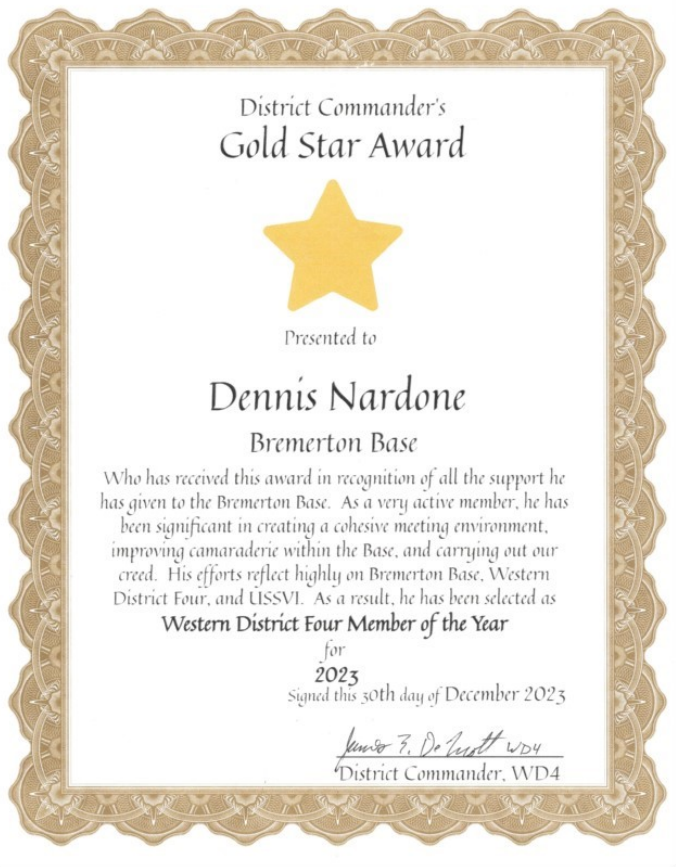 District Commander's
Gold Star Award
Presented to
Dennis Nardone
Bremerton Base
Who has received this award in recognition of all the support he
has given to the Bremerton Base. As a very active member, he has
been significant in creating a cohesive meeting environment,
improving camaraderie within the Base, and carrying out our
creed. His efforts reflect highly on Bremerton Base, Western
District Four, and USSVI. As a result, he has been selected as
Western District Four Member of the Year
for
2023
Signed this 30th day of December 2023
WD4
District Commander, WD4